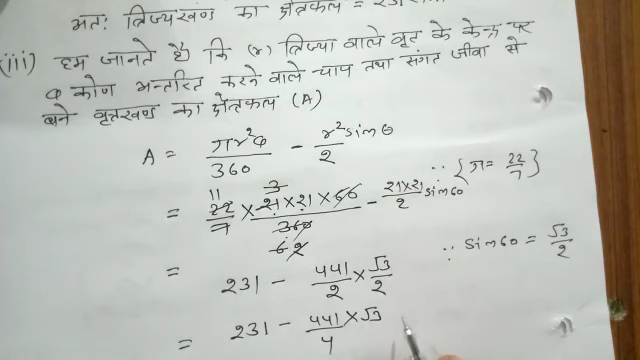 अतः त्रिज्यखण्ड का क्षेत्रफल = 231
(iii) हम जानते है कि (r) त्रिज्या वाले वृत के केन्द्र पर
θ कोण अन्तरित करने वाले चाप तथा संगत जीवा से
बने वृत्तखण्ड का क्षेत्रफल (A)
A = πr²θ/360 - r²sinθ/2
= 22/7 × 21×21×60/360 - 21×21/2 sin60 ∵ {π = 22/7}
= 231 - 441/2 × √3/2 ∵ sin60 = √3/2
= 231 - 441×√3/4